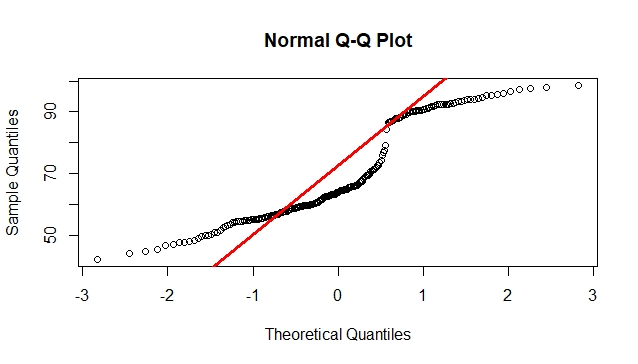 Normal Q-Q Plot
Sample Quantiles
90
70
50
-3 -2 -1 0 1 2 3
Theoretical Quantiles